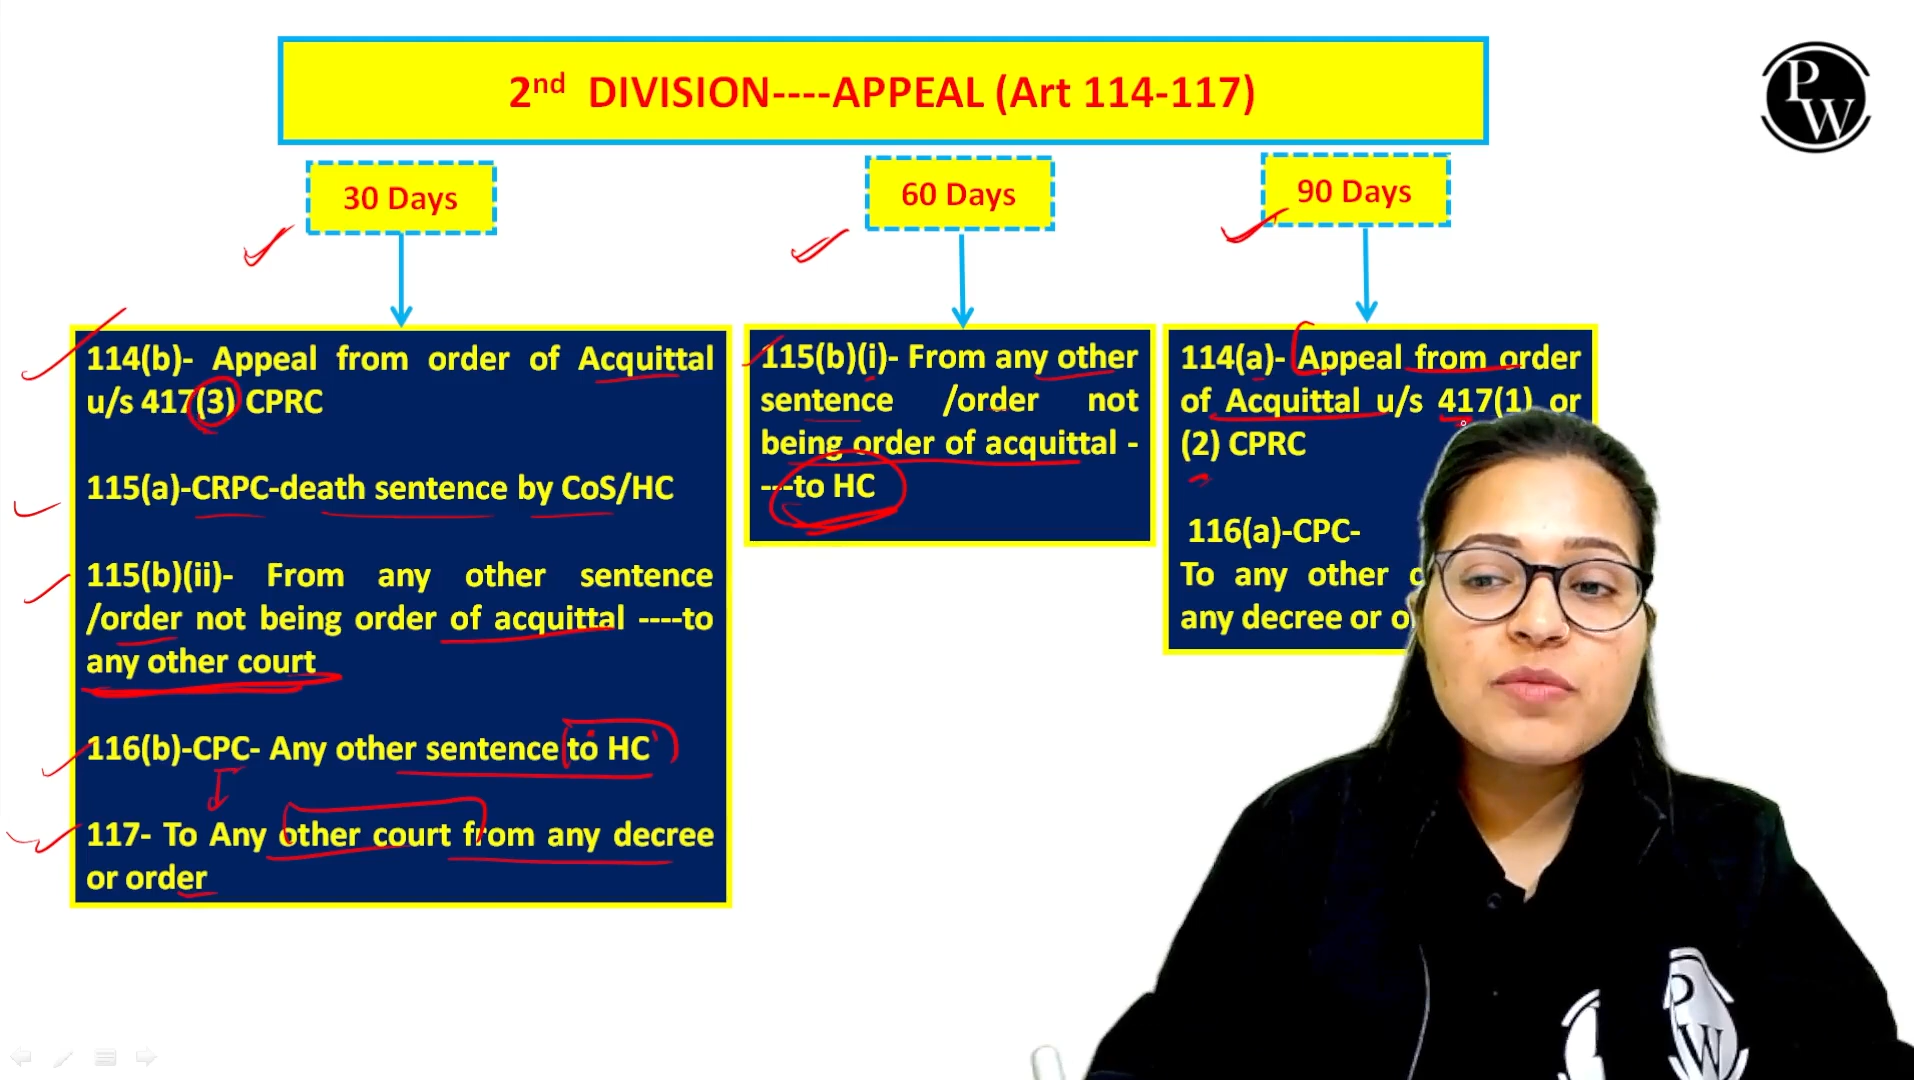 2nd DIVISION----APPEAL (Art 114-117)
PW
30 Days
60 Days
90 Days
114(b)- Appeal from order of Acquittal
u/s 417(3) CPRC
115(a)-CRPC-death sentence by CoS/HC
115(b)(ii)- From any other sentence
/order not being order of acquittal ----to
any other court
116(b)-CPC- Any other sentence to HC
117- To Any other court from any decree
or order
115(b)(i)- From any other
sentence /order not
being order of acquittal -
---to HC
114(a)- Appeal from order
of Acquittal u/s 417(1) or
(2) CPRC
116(a)-CPC-
To any other
any decree or
PW